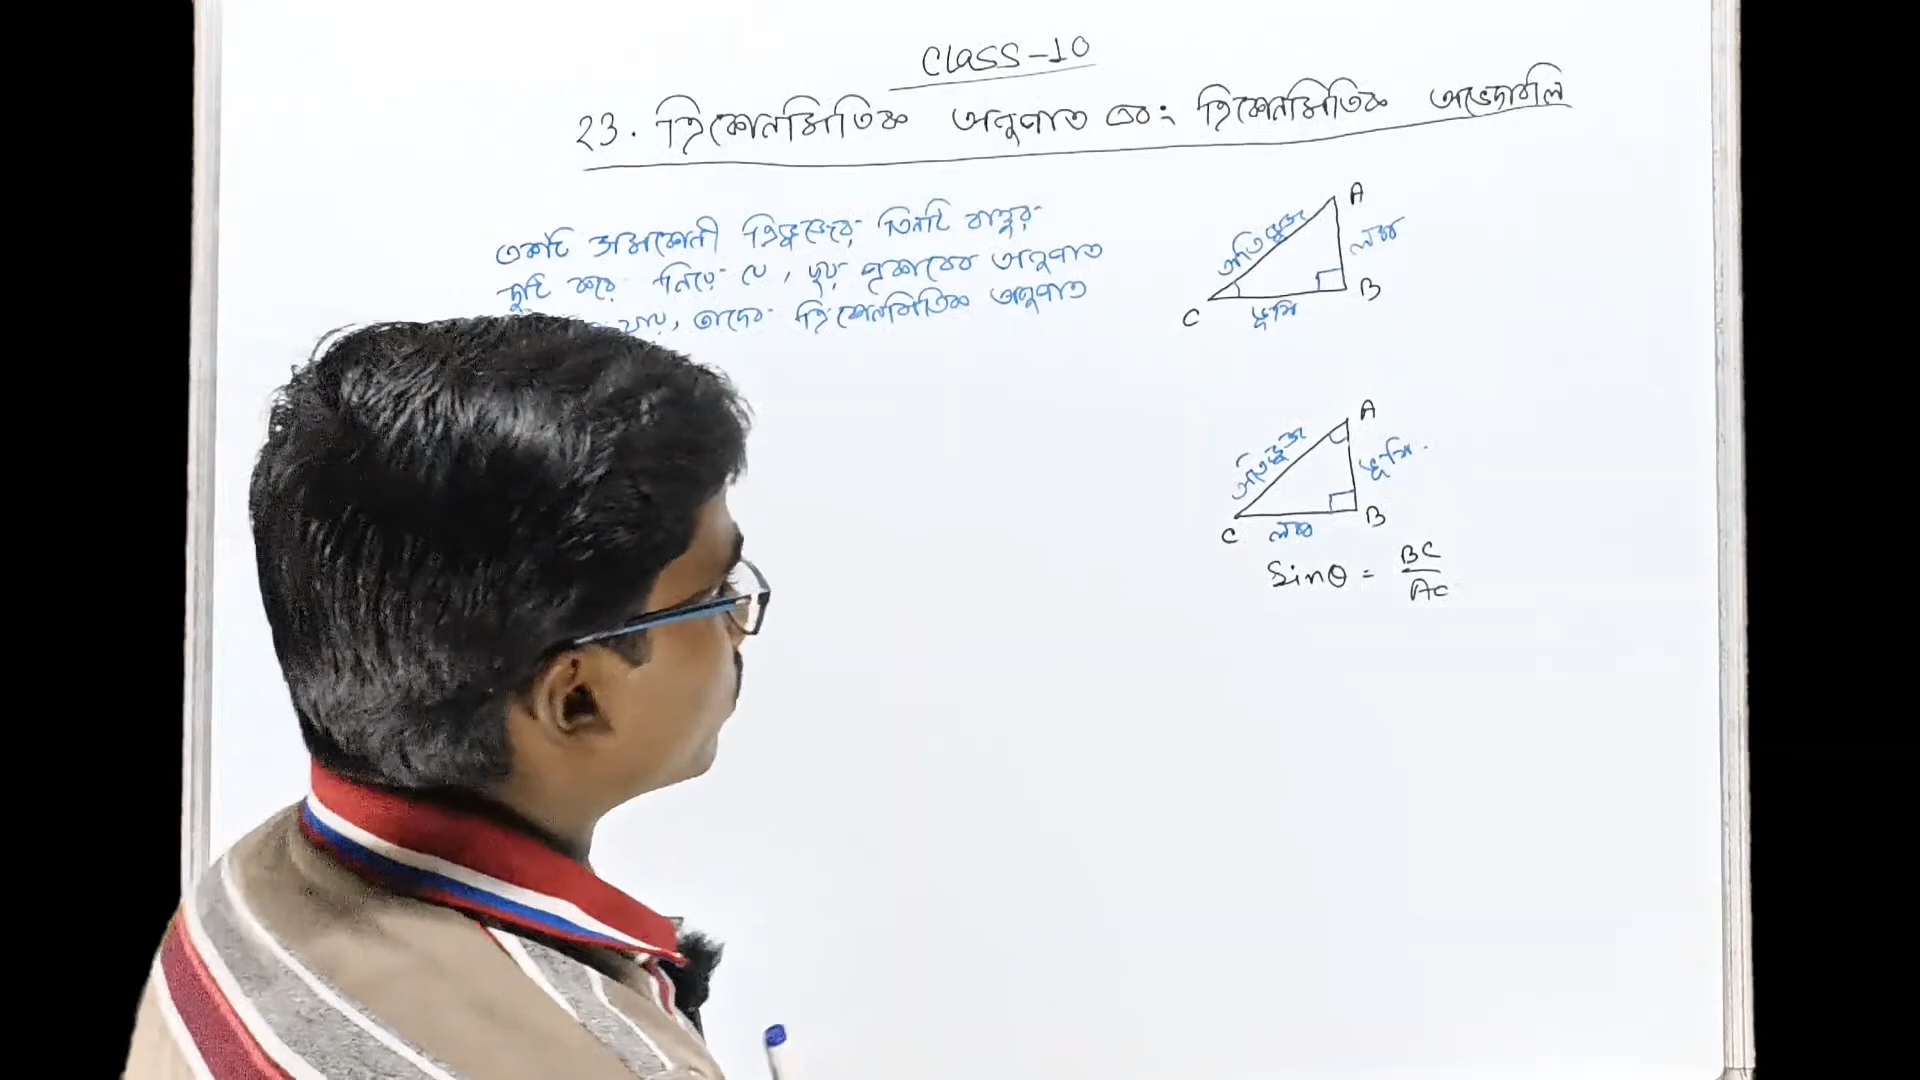 Class-10
23. ত্রিকোণমিতিক অনুপাত এবং ত্রিকোণমিতিক অভেদাবলি
একটি সমকোণী ত্রিভুজের তিনটি বাহুর
দুটি করে নিয়ে যে, ছয় প্রকারের অনুপাত
যায়, তাদের ত্রিকোণমিতিক অনুপাত
A
অতিভুজ
লম্ব
B
C
ভূমি
A
অতিভুজ
ভূমি
B
C
লম্ব
Sinθ = BC/AC